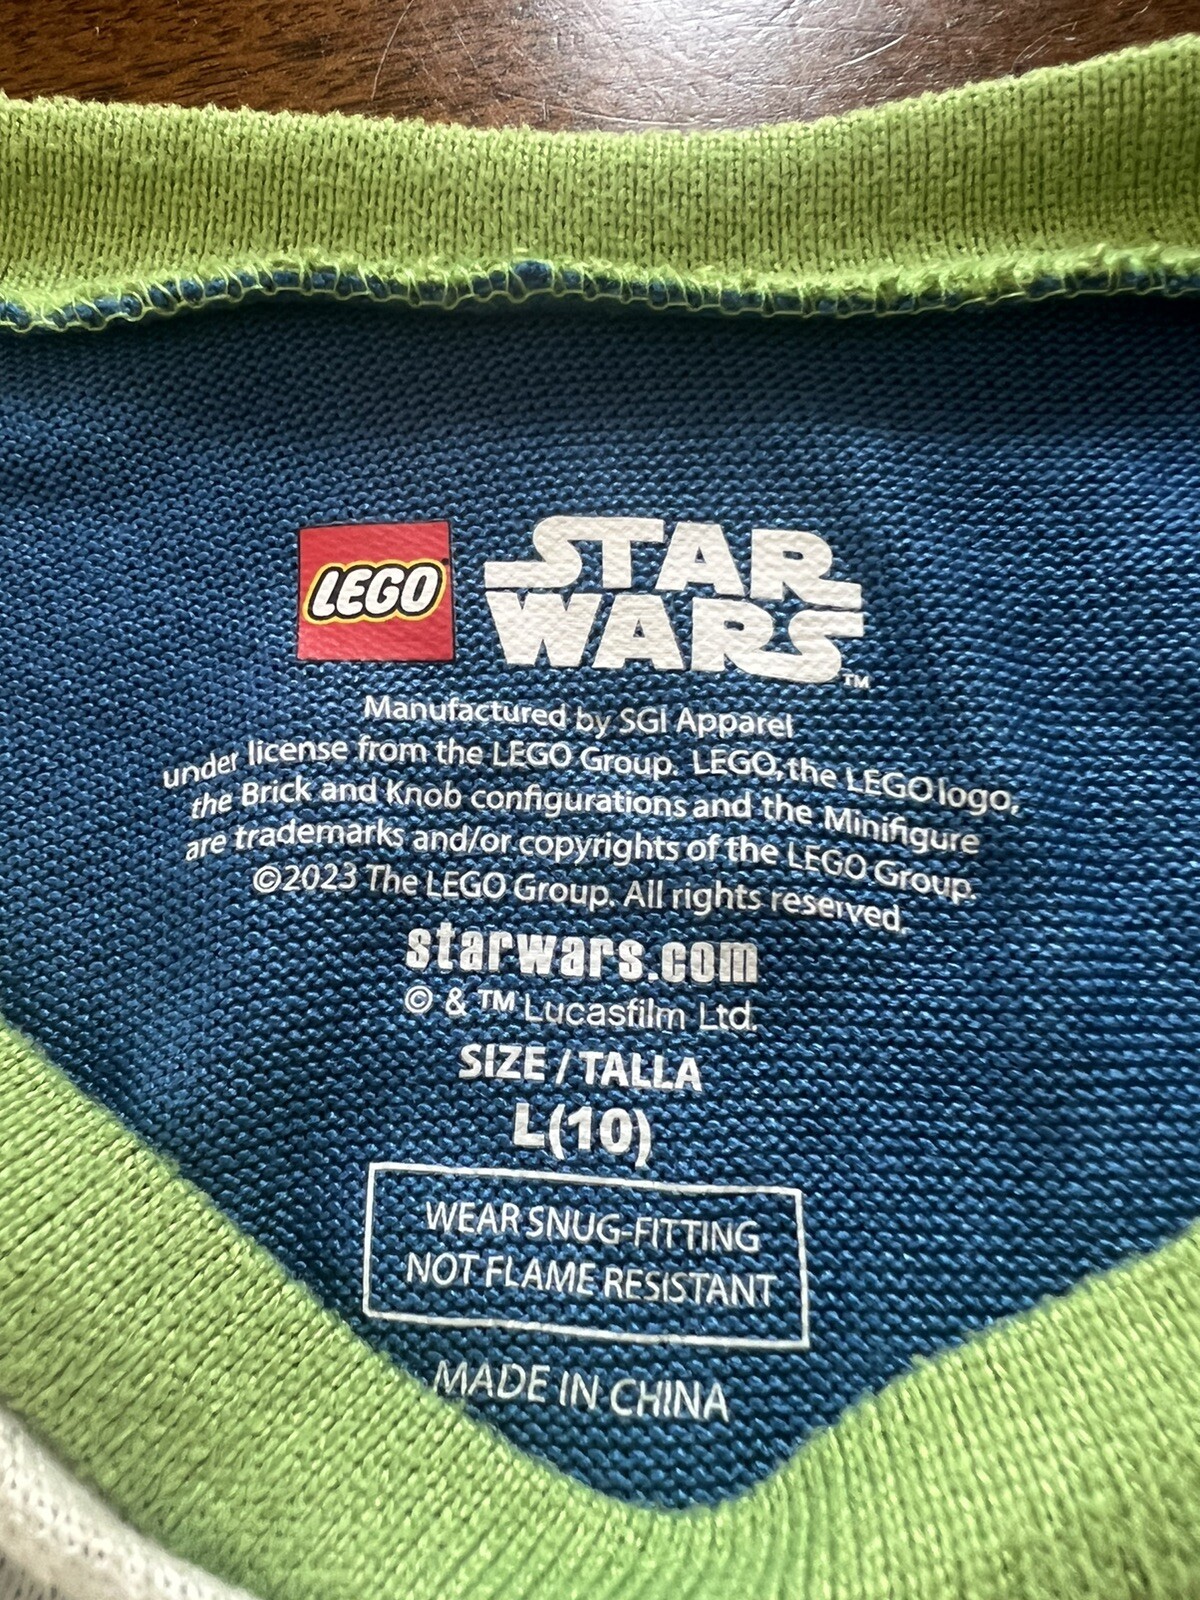 LEGO
STAR
WARS™
Manufactured by SGI Apparel
under license from the LEGO Group. LEGO, the LEGO logo,
the Brick and Knob configurations and the Minifigure
are trademarks and/or copyrights of the LEGO Group.
©2023 The LEGO Group. All rights reserved.
starwars.com
© & ™ Lucasfilm Ltd.
SIZE / TALLA
L(10)
WEAR SNUG-FITTING
NOT FLAME RESISTANT
MADE IN CHINA